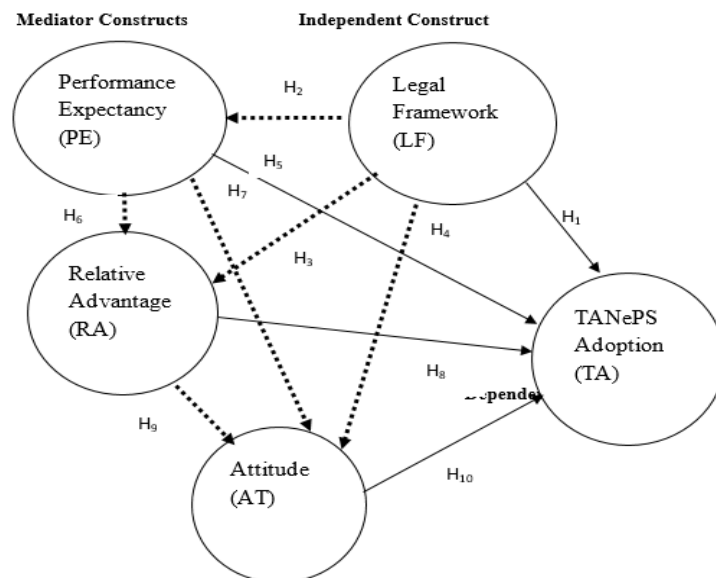 Mediator Constructs
Independent Construct
Performance
Expectancy
(PE)
Legal
Framework
(LF)
H2
H5
H7
H6
H1
H4
H3
Relative
Advantage
(RA)
TANePS
Adoption
(TA)
H8
H9
Attitude
(AT)
H10